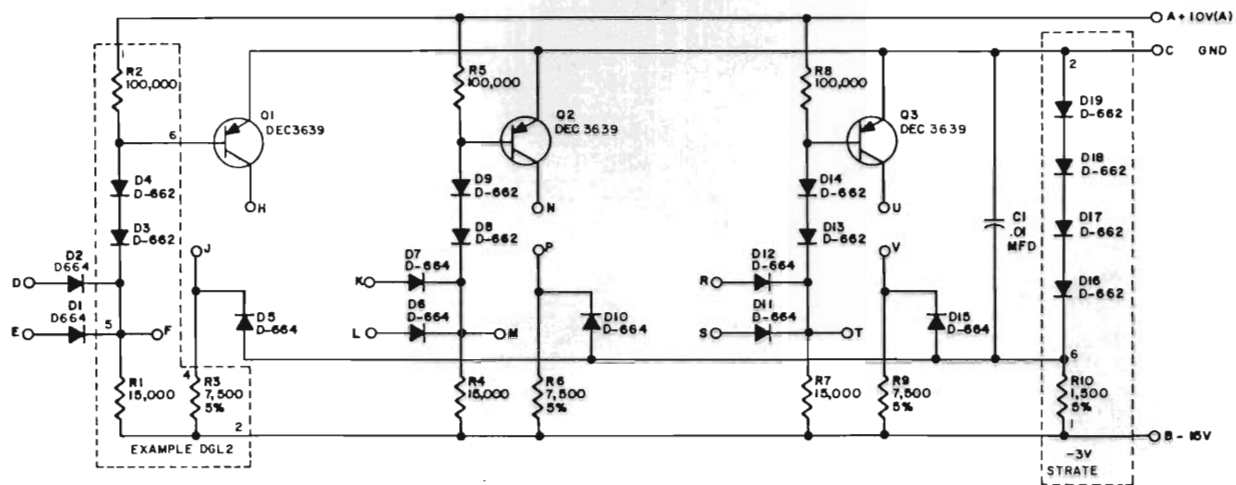 A+10V(A)
C GND
R2
100,000
R5
100,000
R8
100,000
2
Q1
DEC3639
Q2
DEC 3639
Q3
DEC 3639
D19
D-662
6
D4
D-662
D9
D-662
D14
D-662
D18
D-662
H
N
U
D3
D-662
D8
D-662
D13
D-662
C1
.01
MFD
D17
D-662
J
P
V
D2
D664
D7
D-664
D12
D-664
D16
D-662
D
K
R
D1
D664
D6
D-664
D11
D-664
D5
D-664
D10
D-664
D15
D-664
E
5
F
L
M
S
T
6
R1
15,000
4
R3
7,500
5%
R4
15,000
R6
7,500
5%
R7
15,000
R9
7,500
5%
R10
1,500
5%
2
1
B-15V
EXAMPLE DGL2
-3V
STRATE